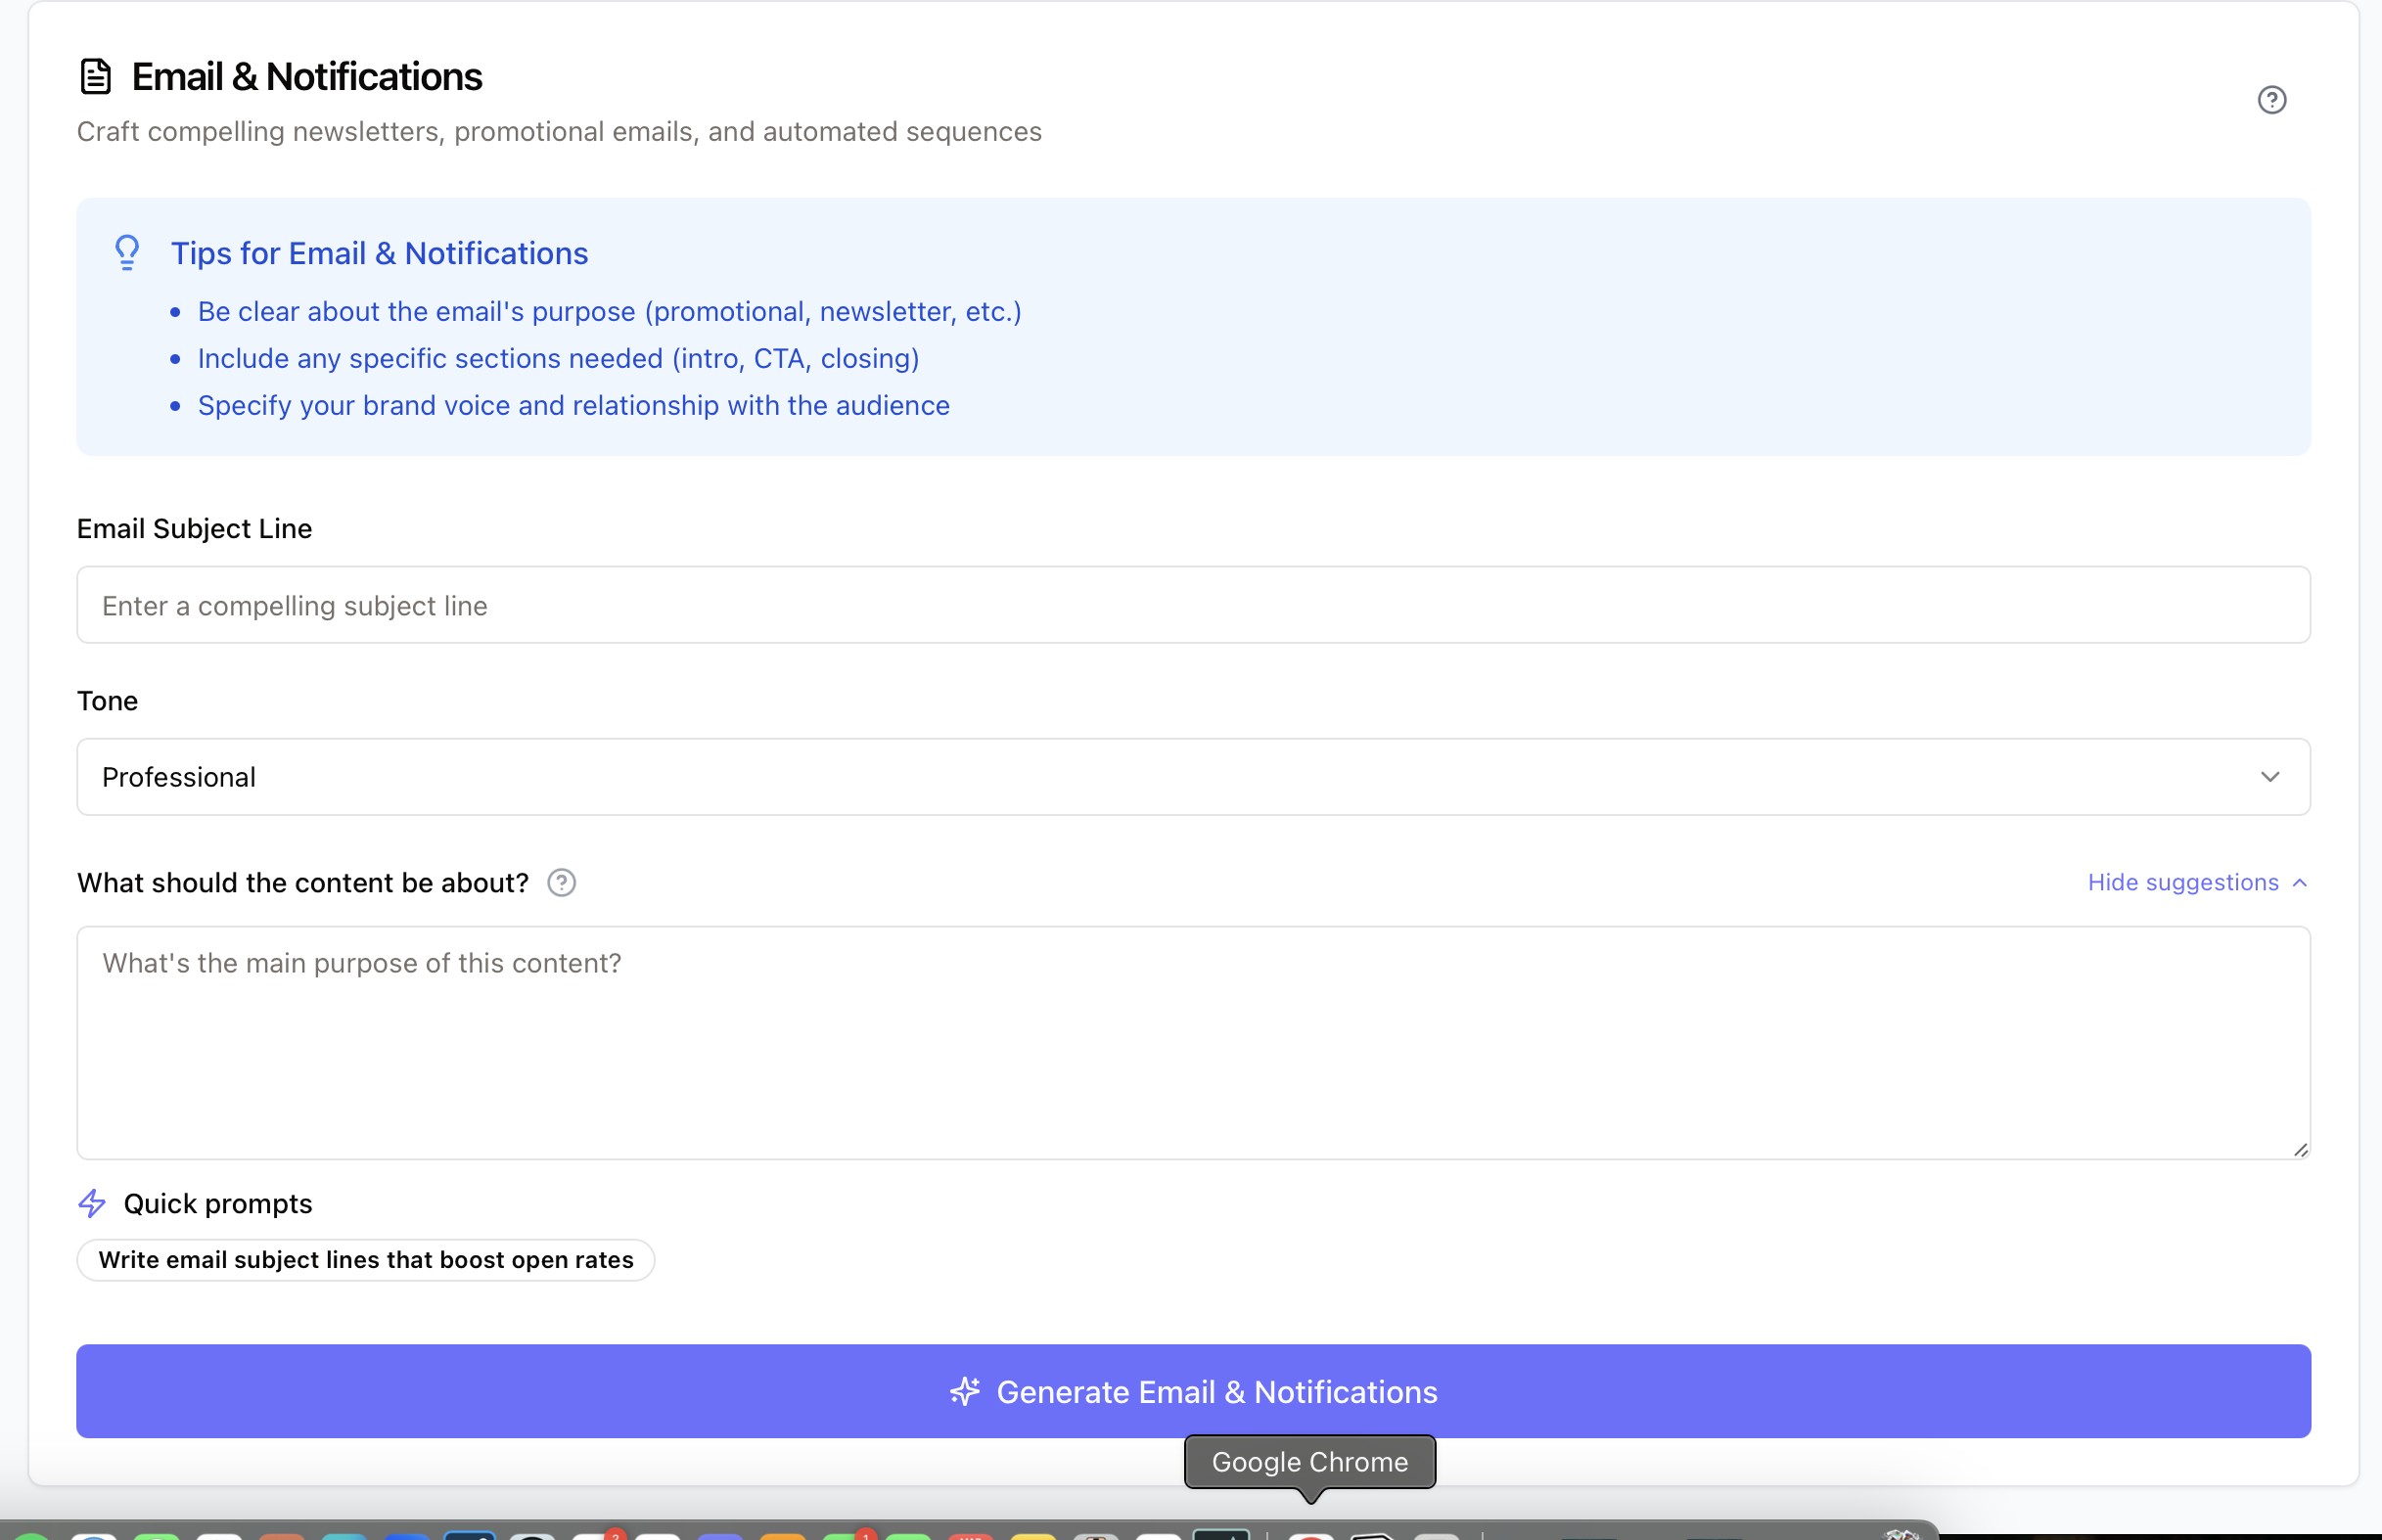 Email & Notifications
Craft compelling newsletters, promotional emails, and automated sequences
Tips for Email & Notifications
• Be clear about the email's purpose (promotional, newsletter, etc.)
• Include any specific sections needed (intro, CTA, closing)
• Specify your brand voice and relationship with the audience
Email Subject Line
Enter a compelling subject line
Tone
Professional
What should the content be about?
Hide suggestions
What's the main purpose of this content?
Quick prompts
Write email subject lines that boost open rates
Generate Email & Notifications
Google Chrome